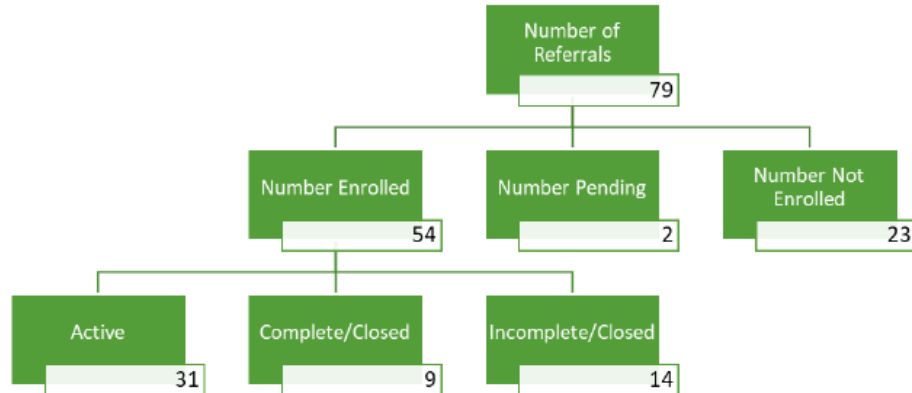 Number of
Referrals
79
Number Enrolled
54
Number Pending
2
Number Not
Enrolled
23
Active
31
Complete/Closed
9
Incomplete/Closed
14